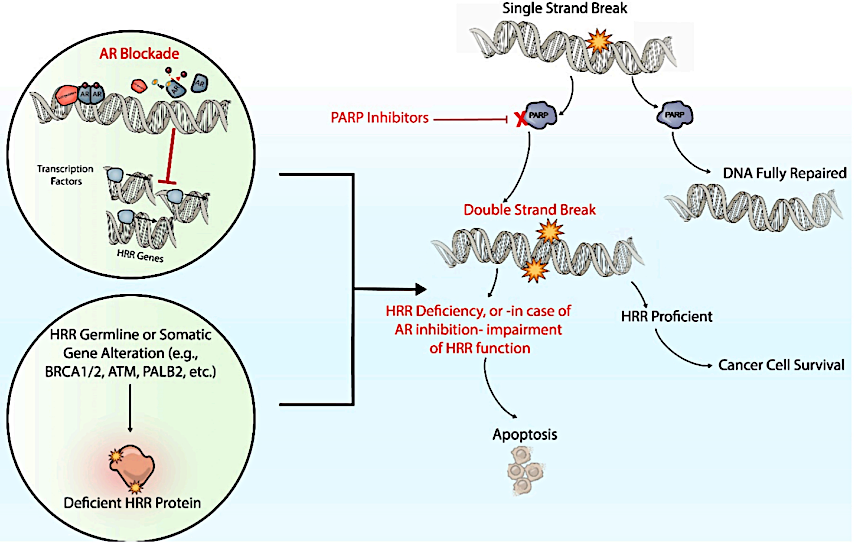 Single Strand Break
AR Blockade
AR
AR
AR
AR
PARP Inhibitors
X
PARP
PARP
Transcription
Factors
HRR Genes
DNA Fully Repaired
Double Strand Break
HRR Deficiency, or -in case of
AR inhibition- impairment
of HRR function
HRR Proficient
Cancer Cell Survival
HRR Germline or Somatic
Gene Alteration (e.g.,
BRCA1/2, ATM, PALB2, etc.)
Deficient HRR Protein
Apoptosis